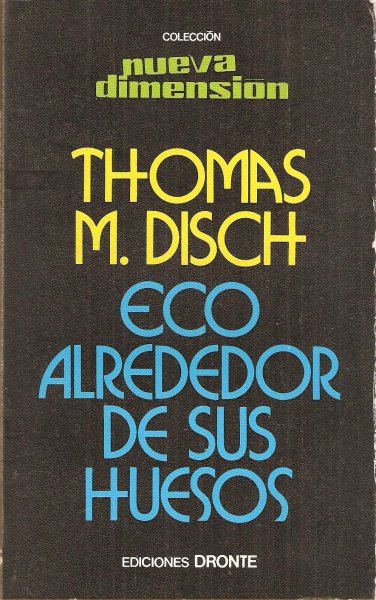 COLECCIÓN
nueva
dimensión
THOMAS
M. DISCH
ECO
ALREDEDOR
DE SUS
HUESOS
EDICIONES DRONTE